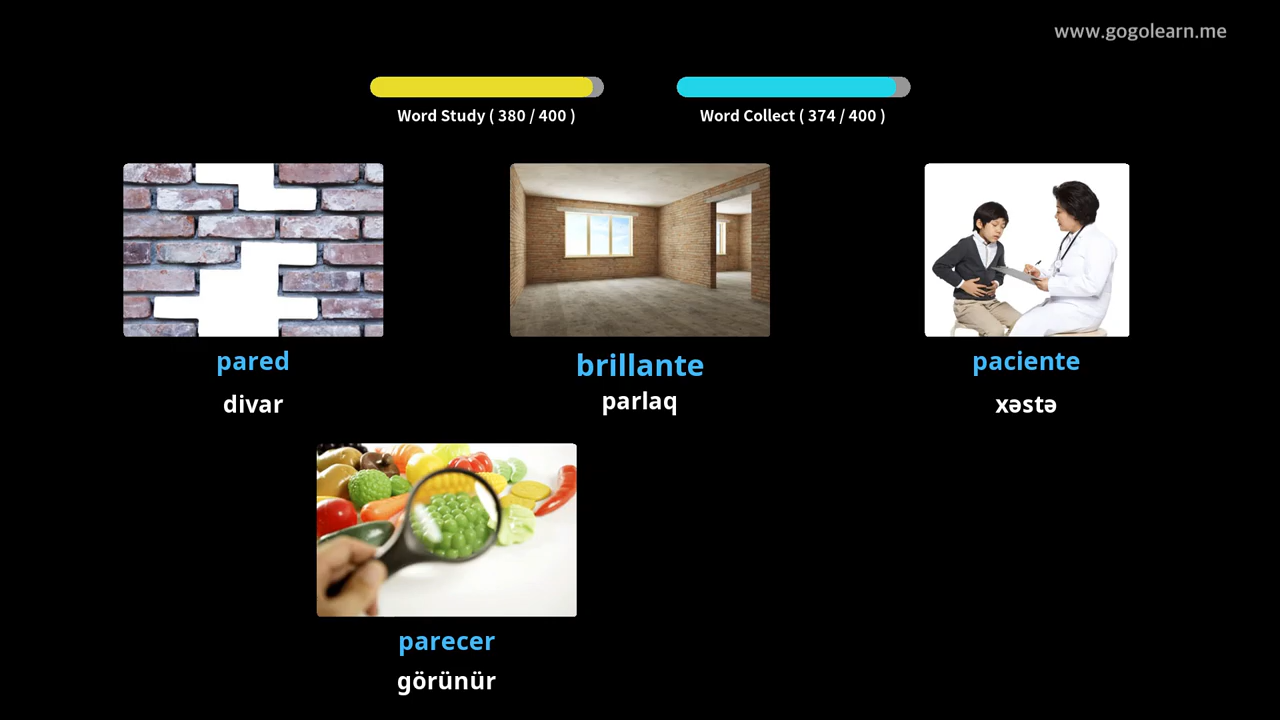 www.gogolearn.me
Word Study ( 380 / 400 )
Word Collect ( 374 / 400 )
pared
divar
brillante
parlaq
paciente
xəstə
parecer
görünür